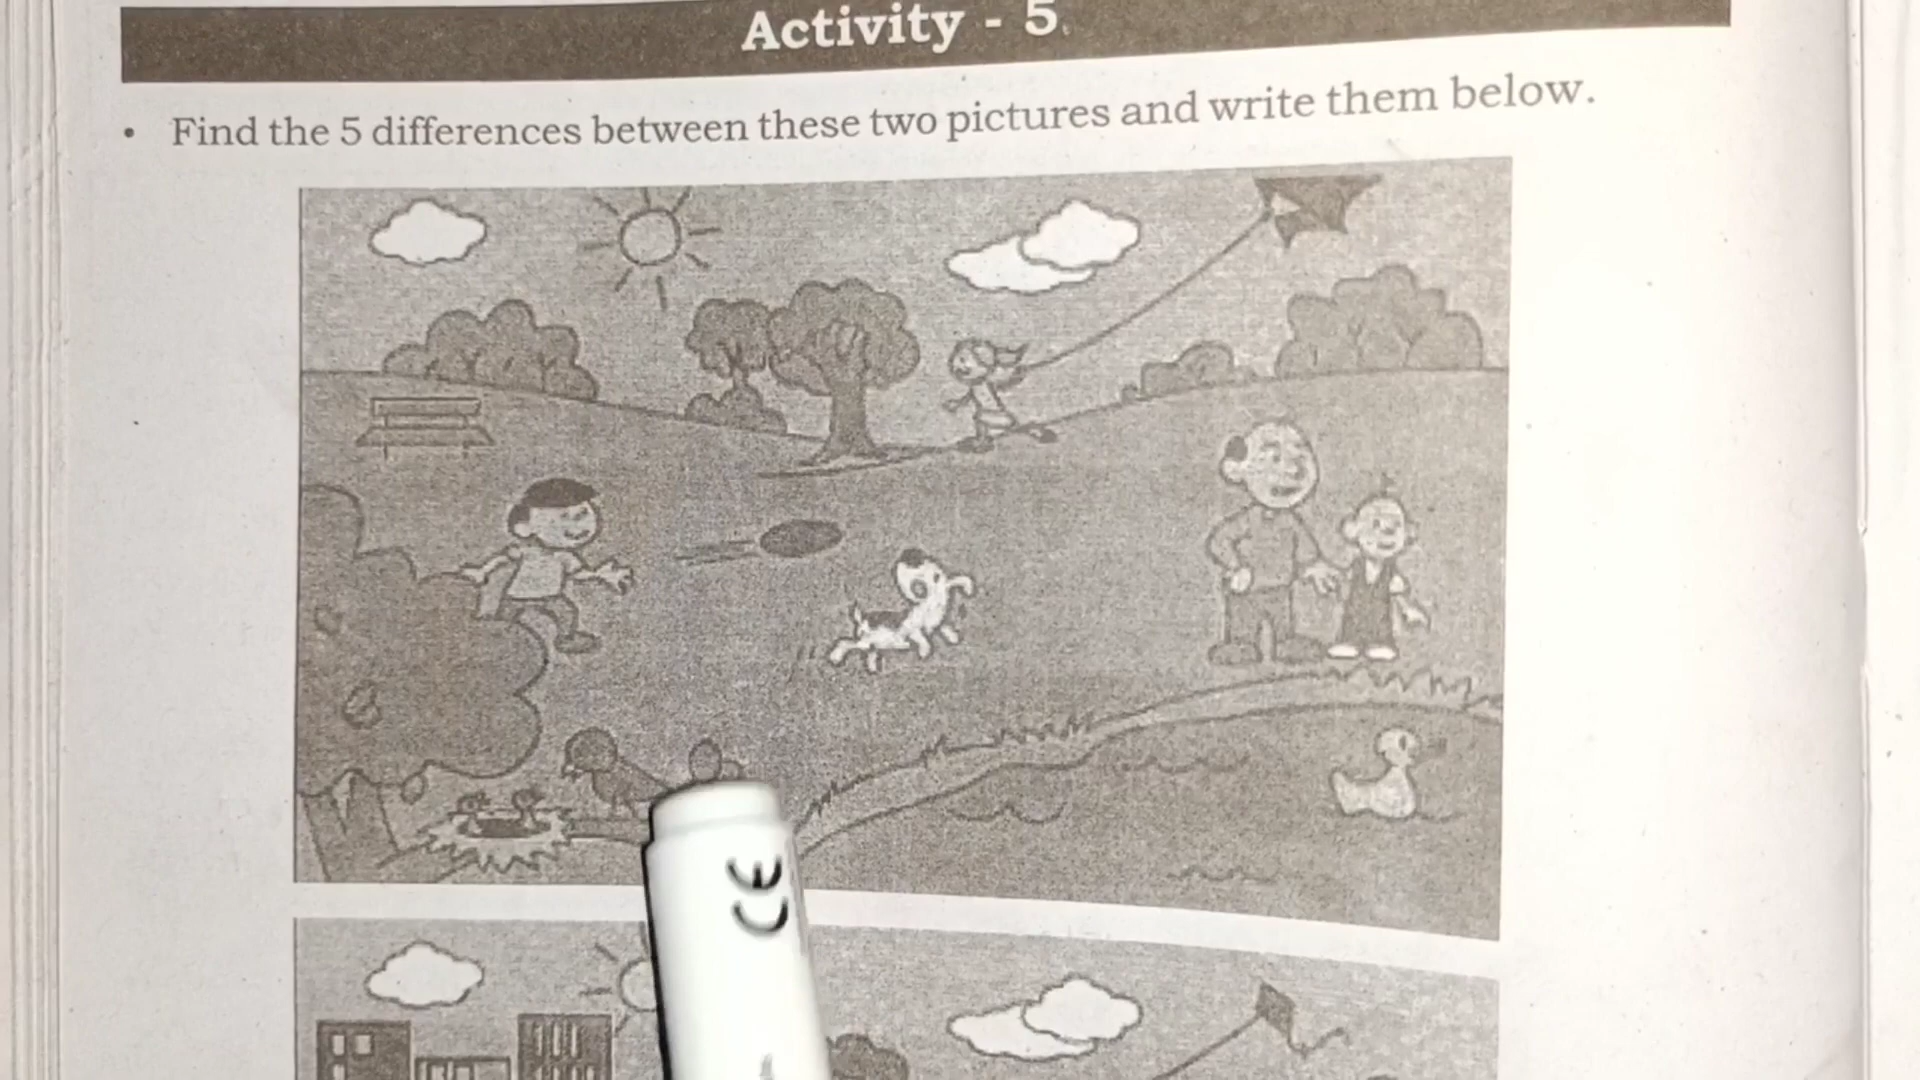 Activity - 5
• Find the 5 differences between these two pictures and write them below.